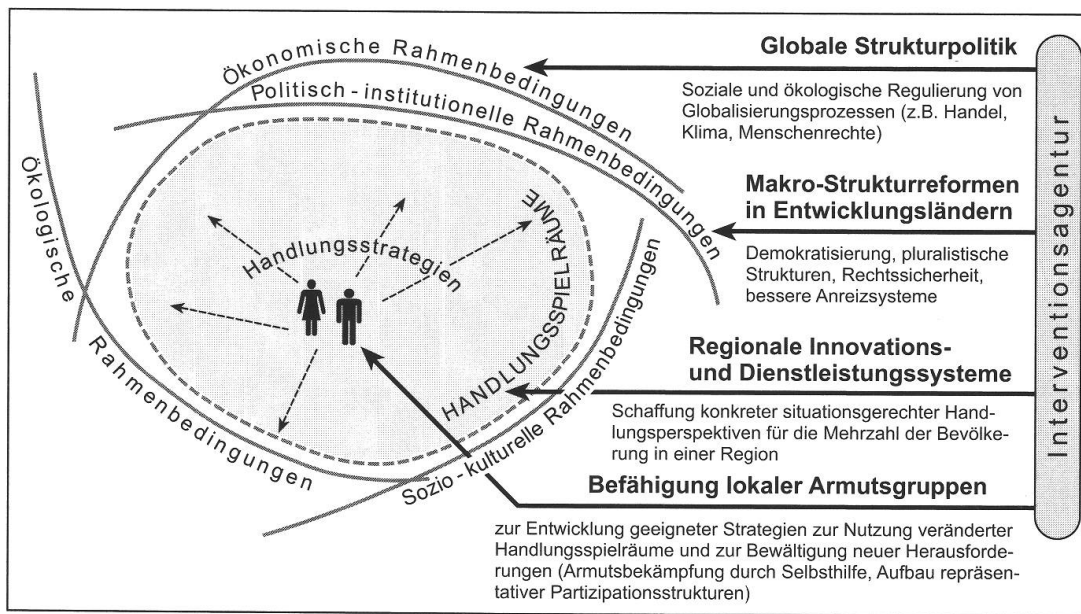 Ökonomische Rahmenbedingungen
Politisch-institutionelle Rahmenbedingungen
Ökologische Rahmenbedingungen
Sozio-kulturelle Rahmenbedingungen
HANDLUNGSSPIELRÄUME
Handlungsstrategien
Globale Strukturpolitik
Soziale und ökologische Regulierung von
Globalisierungsprozessen (z.B. Handel,
Klima, Menschenrechte)
Makro-Strukturreformen
in Entwicklungsländern
Demokratisierung, pluralistische
Strukturen, Rechtssicherheit,
bessere Anreizsysteme
Regionale Innovations-
und Dienstleistungssysteme
Schaffung konkreter situationsgerechter Hand-
lungsperspektiven für die Mehrzahl der Bevölke-
rung in einer Region
Befähigung lokaler Armutsgruppen
zur Entwicklung geeigneter Strategien zur Nutzung veränderter
Handlungsspielräume und zur Bewältigung neuer Herausforde-
rungen (Armutsbekämpfung durch Selbsthilfe, Aufbau repräsen-
tativer Partizipationsstrukturen)
Interventionsagentur